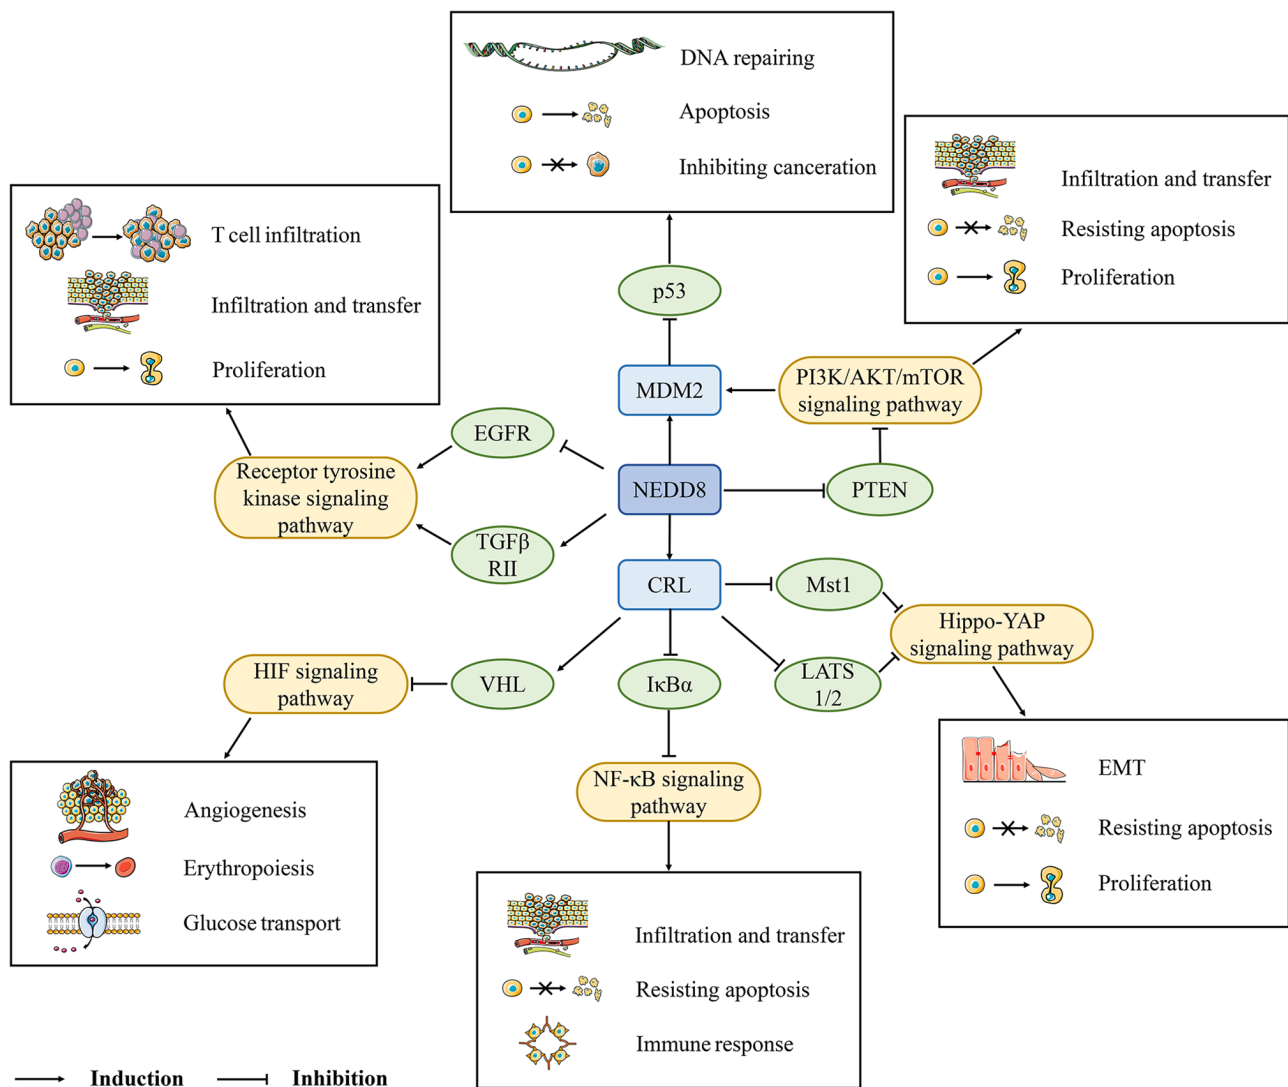 DNA repairing
Apoptosis
Inhibiting canceration
Infiltration and transfer
Resisting apoptosis
Proliferation
T cell infiltration
Infiltration and transfer
Proliferation
p53
MDM2
PI3K/AKT/mTOR
signaling pathway
EGFR
Receptor tyrosine
kinase signaling
pathway
NEDD8
PTEN
TGFβ
RII
CRL
Mst1
Hippo-YAP
signaling pathway
HIF signaling
pathway
VHL
IκBα
LATS
1/2
NF-κB signaling
pathway
EMT
Resisting apoptosis
Proliferation
Angiogenesis
Erythropoiesis
Glucose transport
Infiltration and transfer
Resisting apoptosis
Immune response
Induction
Inhibition